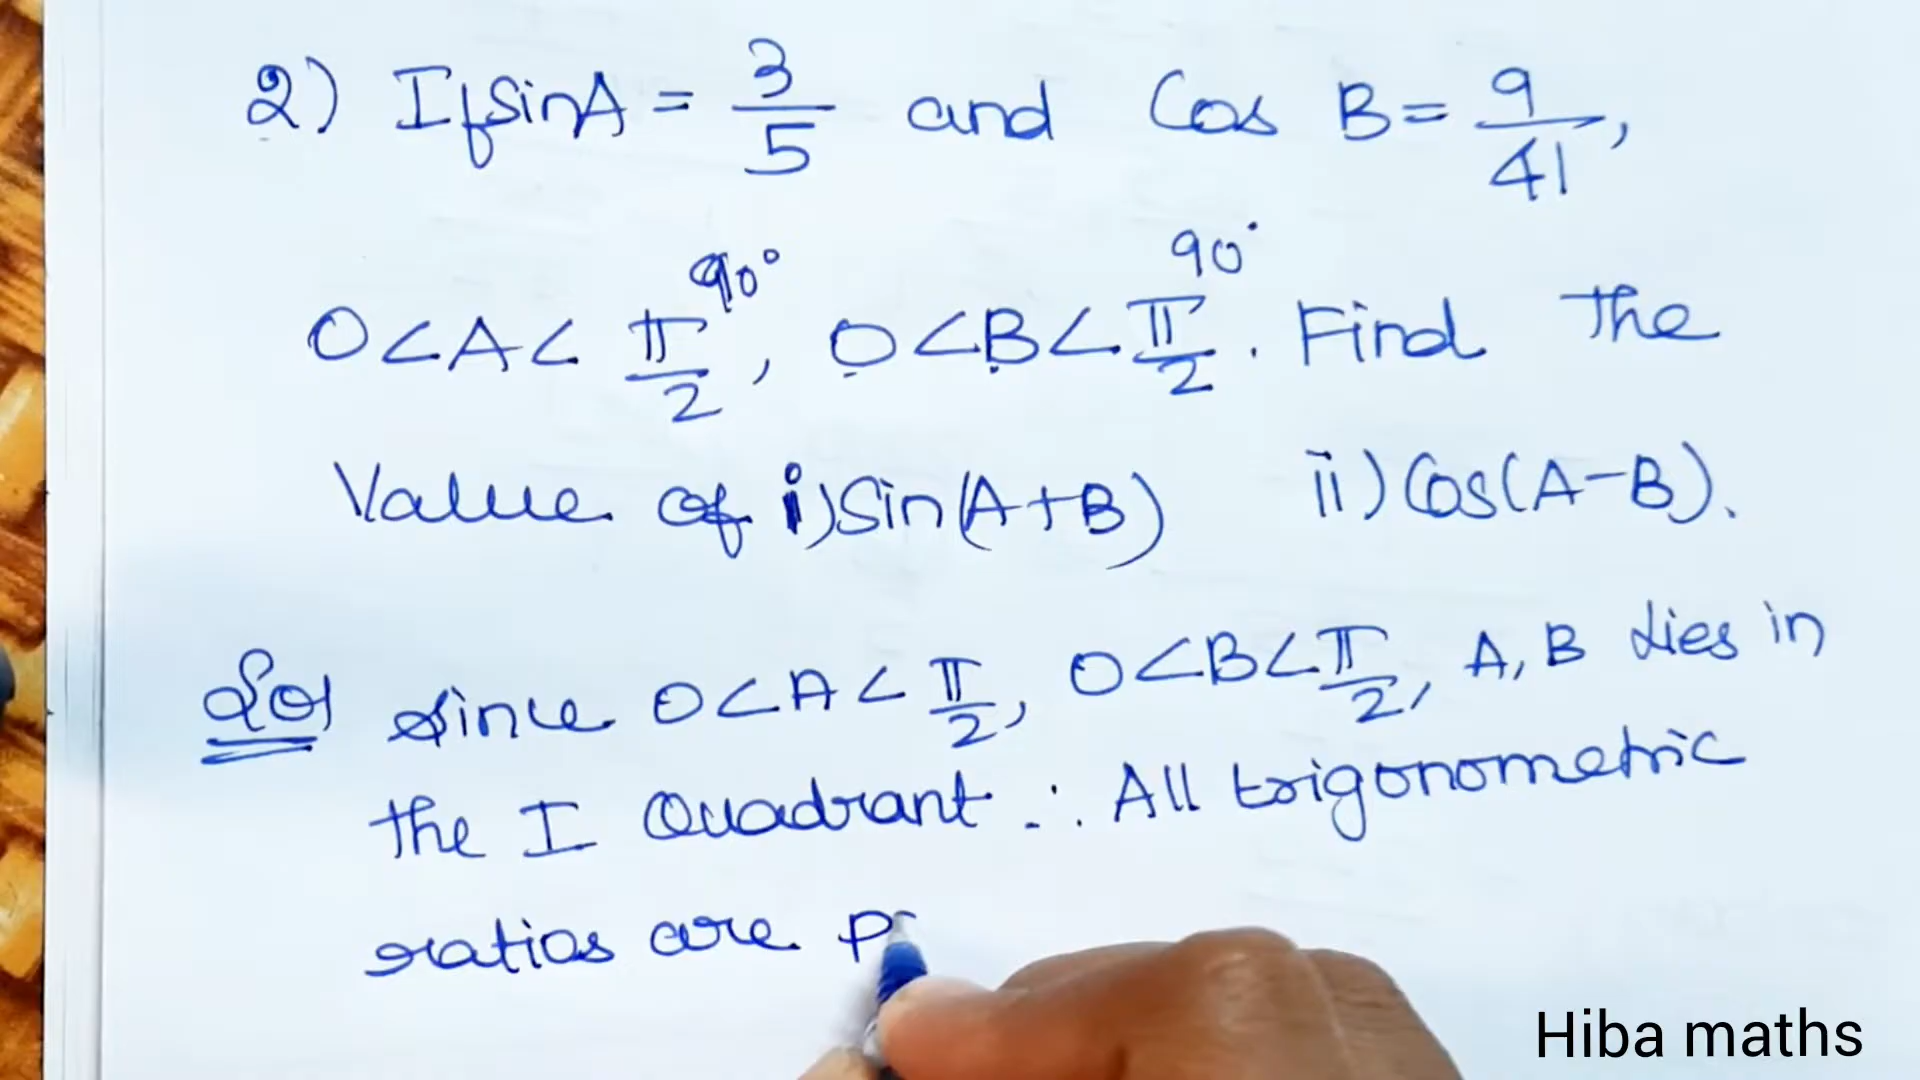 2) If sinA = 3/5 and Cos B = 9/41,
90° 90°
0<A<π/2, 0<B<π/2. Find the
Value of i) Sin(A+B) ii) Cos(A-B).
Sol Since 0<A<π/2, 0<B<π/2, A, B Lies in
the I Quadrant ∴ All trigonometric
ratios are P
Hiba maths